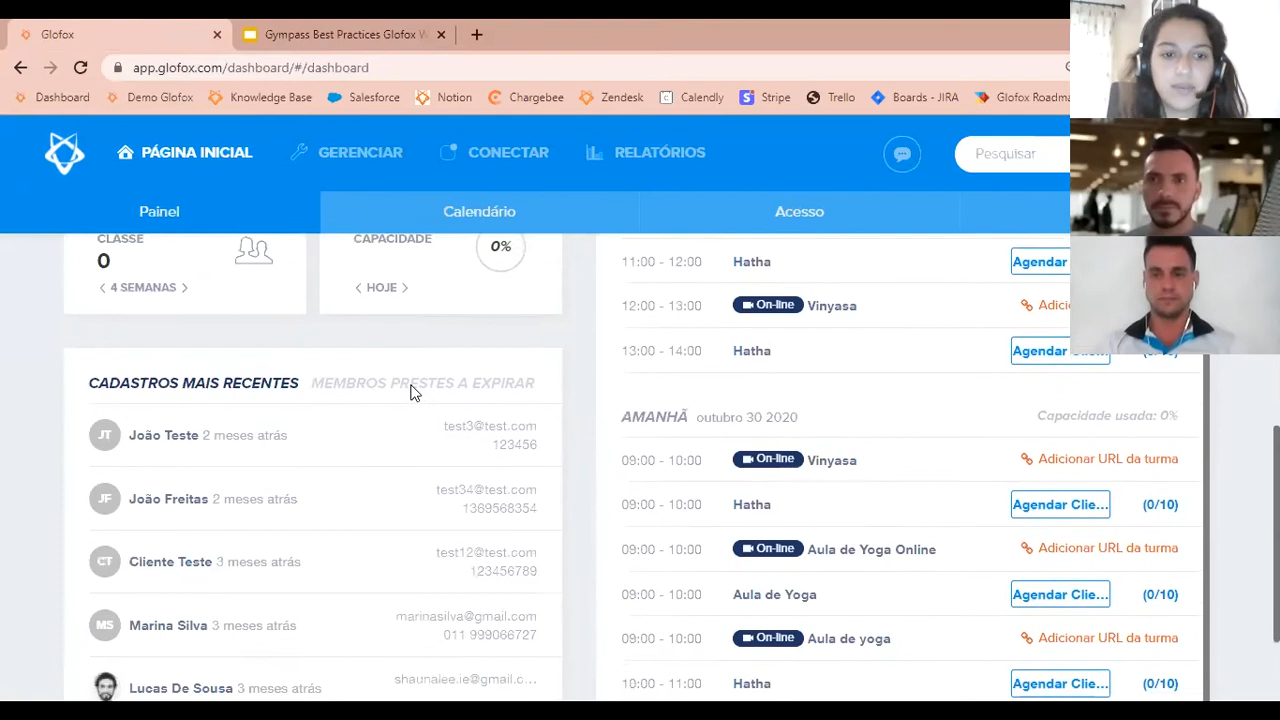 Glofox
Gympass Best Practices Glofox W
app.glofox.com/dashboard/#/dashboard
Dashboard
Demo Glofox
Knowledge Base
Salesforce
Notion
Chargebee
Zendesk
Calendly
Stripe
Trello
Boards - JIRA
Glofox Roadma
PÁGINA INICIAL
GERENCIAR
CONECTAR
RELATÓRIOS
Pesquisar
Painel
Calendário
Acesso
CLASSE
0
4 SEMANAS
CAPACIDADE
0%
HOJE
CADASTROS MAIS RECENTES
MEMBROS PRESTES A EXPIRAR
JT João Teste 2 meses atrás
test3@test.com
123456
JF João Freitas 2 meses atrás
test34@test.com
1369568354
CT Cliente Teste 3 meses atrás
test12@test.com
123456789
MS Marina Silva 3 meses atrás
marinasilva@gmail.com
011 999066727
Lucas De Sousa 3 meses atrás
shaunaiee.ie@gmail.c...
11:00 - 12:00 Hatha Agendar
12:00 - 13:00 On-line Vinyasa Adici
13:00 - 14:00 Hatha Agendar
AMANHÃ outubro 30 2020 Capacidade usada: 0%
09:00 - 10:00 On-line Vinyasa Adicionar URL da turma
09:00 - 10:00 Hatha Agendar Clie... (0/10)
09:00 - 10:00 On-line Aula de Yoga Online Adicionar URL da turma
09:00 - 10:00 Aula de Yoga Agendar Clie... (0/10)
09:00 - 10:00 On-line Aula de yoga Adicionar URL da turma
10:00 - 11:00 Hatha Agendar Clie... (0/10)